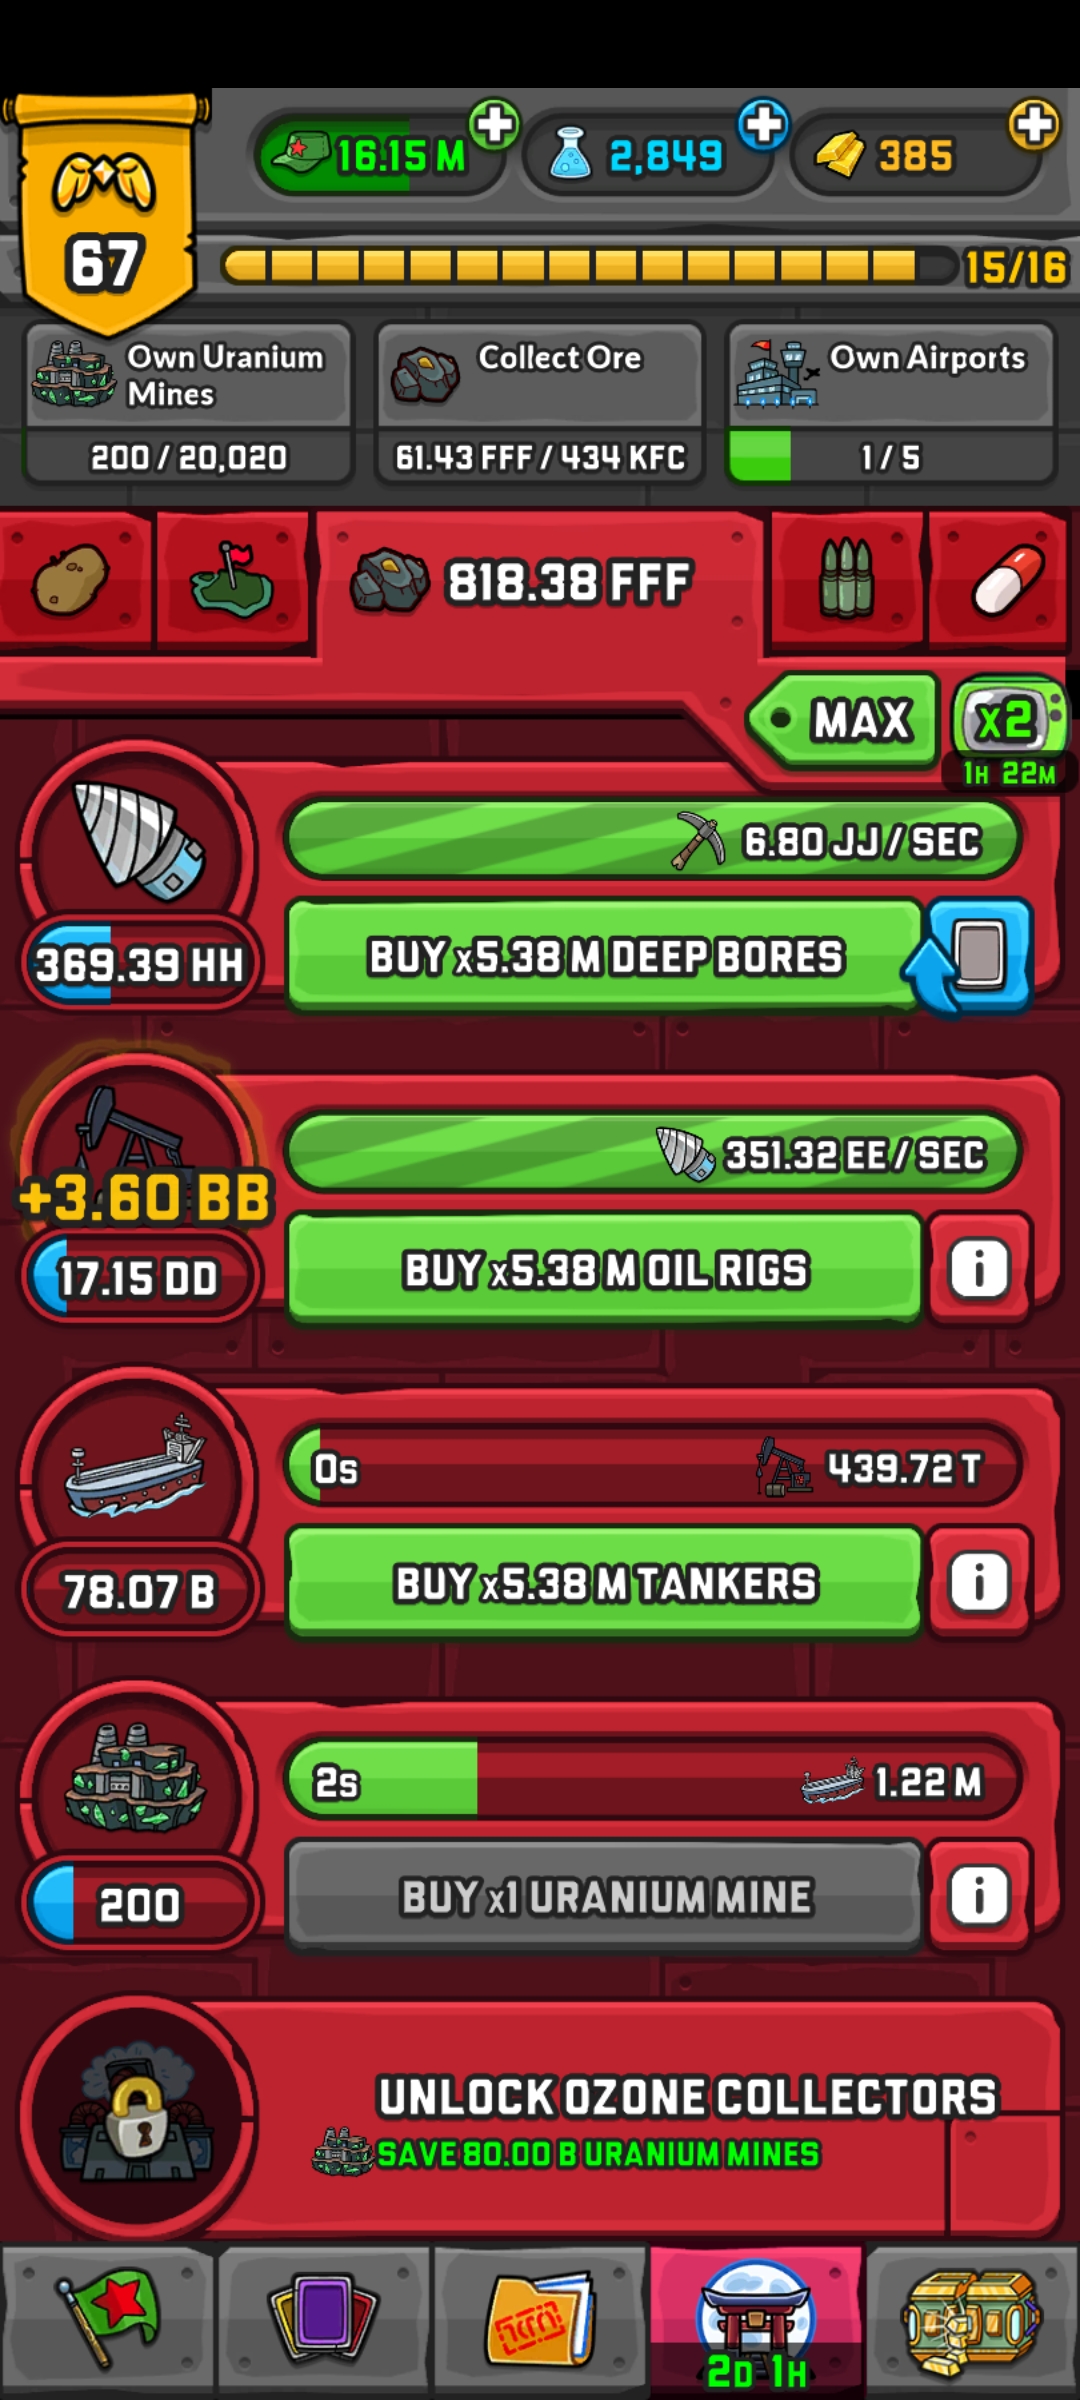 67
16.15 M
2,849
385
15/16
Own Uranium
Mines
200 / 20,020
Collect Ore
61.43 FFF / 434 KFC
Own Airports
1 / 5
818.38 FFF
MAX
x2
1H 22M
6.80 JJ / SEC
369.39 HH
BUY x5.38 M DEEP BORES
351.32 EE / SEC
+3.60 BB
17.15 DD
BUY x5.38 M OIL RIGS
i
0s
439.72 T
78.07 B
BUY x5.38 M TANKERS
i
2s
1.22 M
200
BUY x1 URANIUM MINE
i
UNLOCK OZONE COLLECTORS
SAVE 80.00 B URANIUM MINES
2D 1H